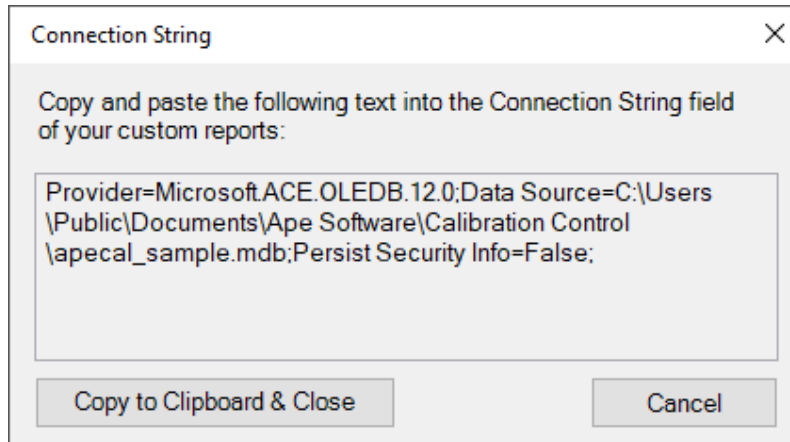 Connection String
Copy and paste the following text into the Connection String field
of your custom reports:
Provider=Microsoft.ACE.OLEDB.12.0;Data Source=C:\Users
\Public\Documents\Ape Software\Calibration Control
\apecal_sample.mdb;Persist Security Info=False;
Copy to Clipboard & Close
Cancel